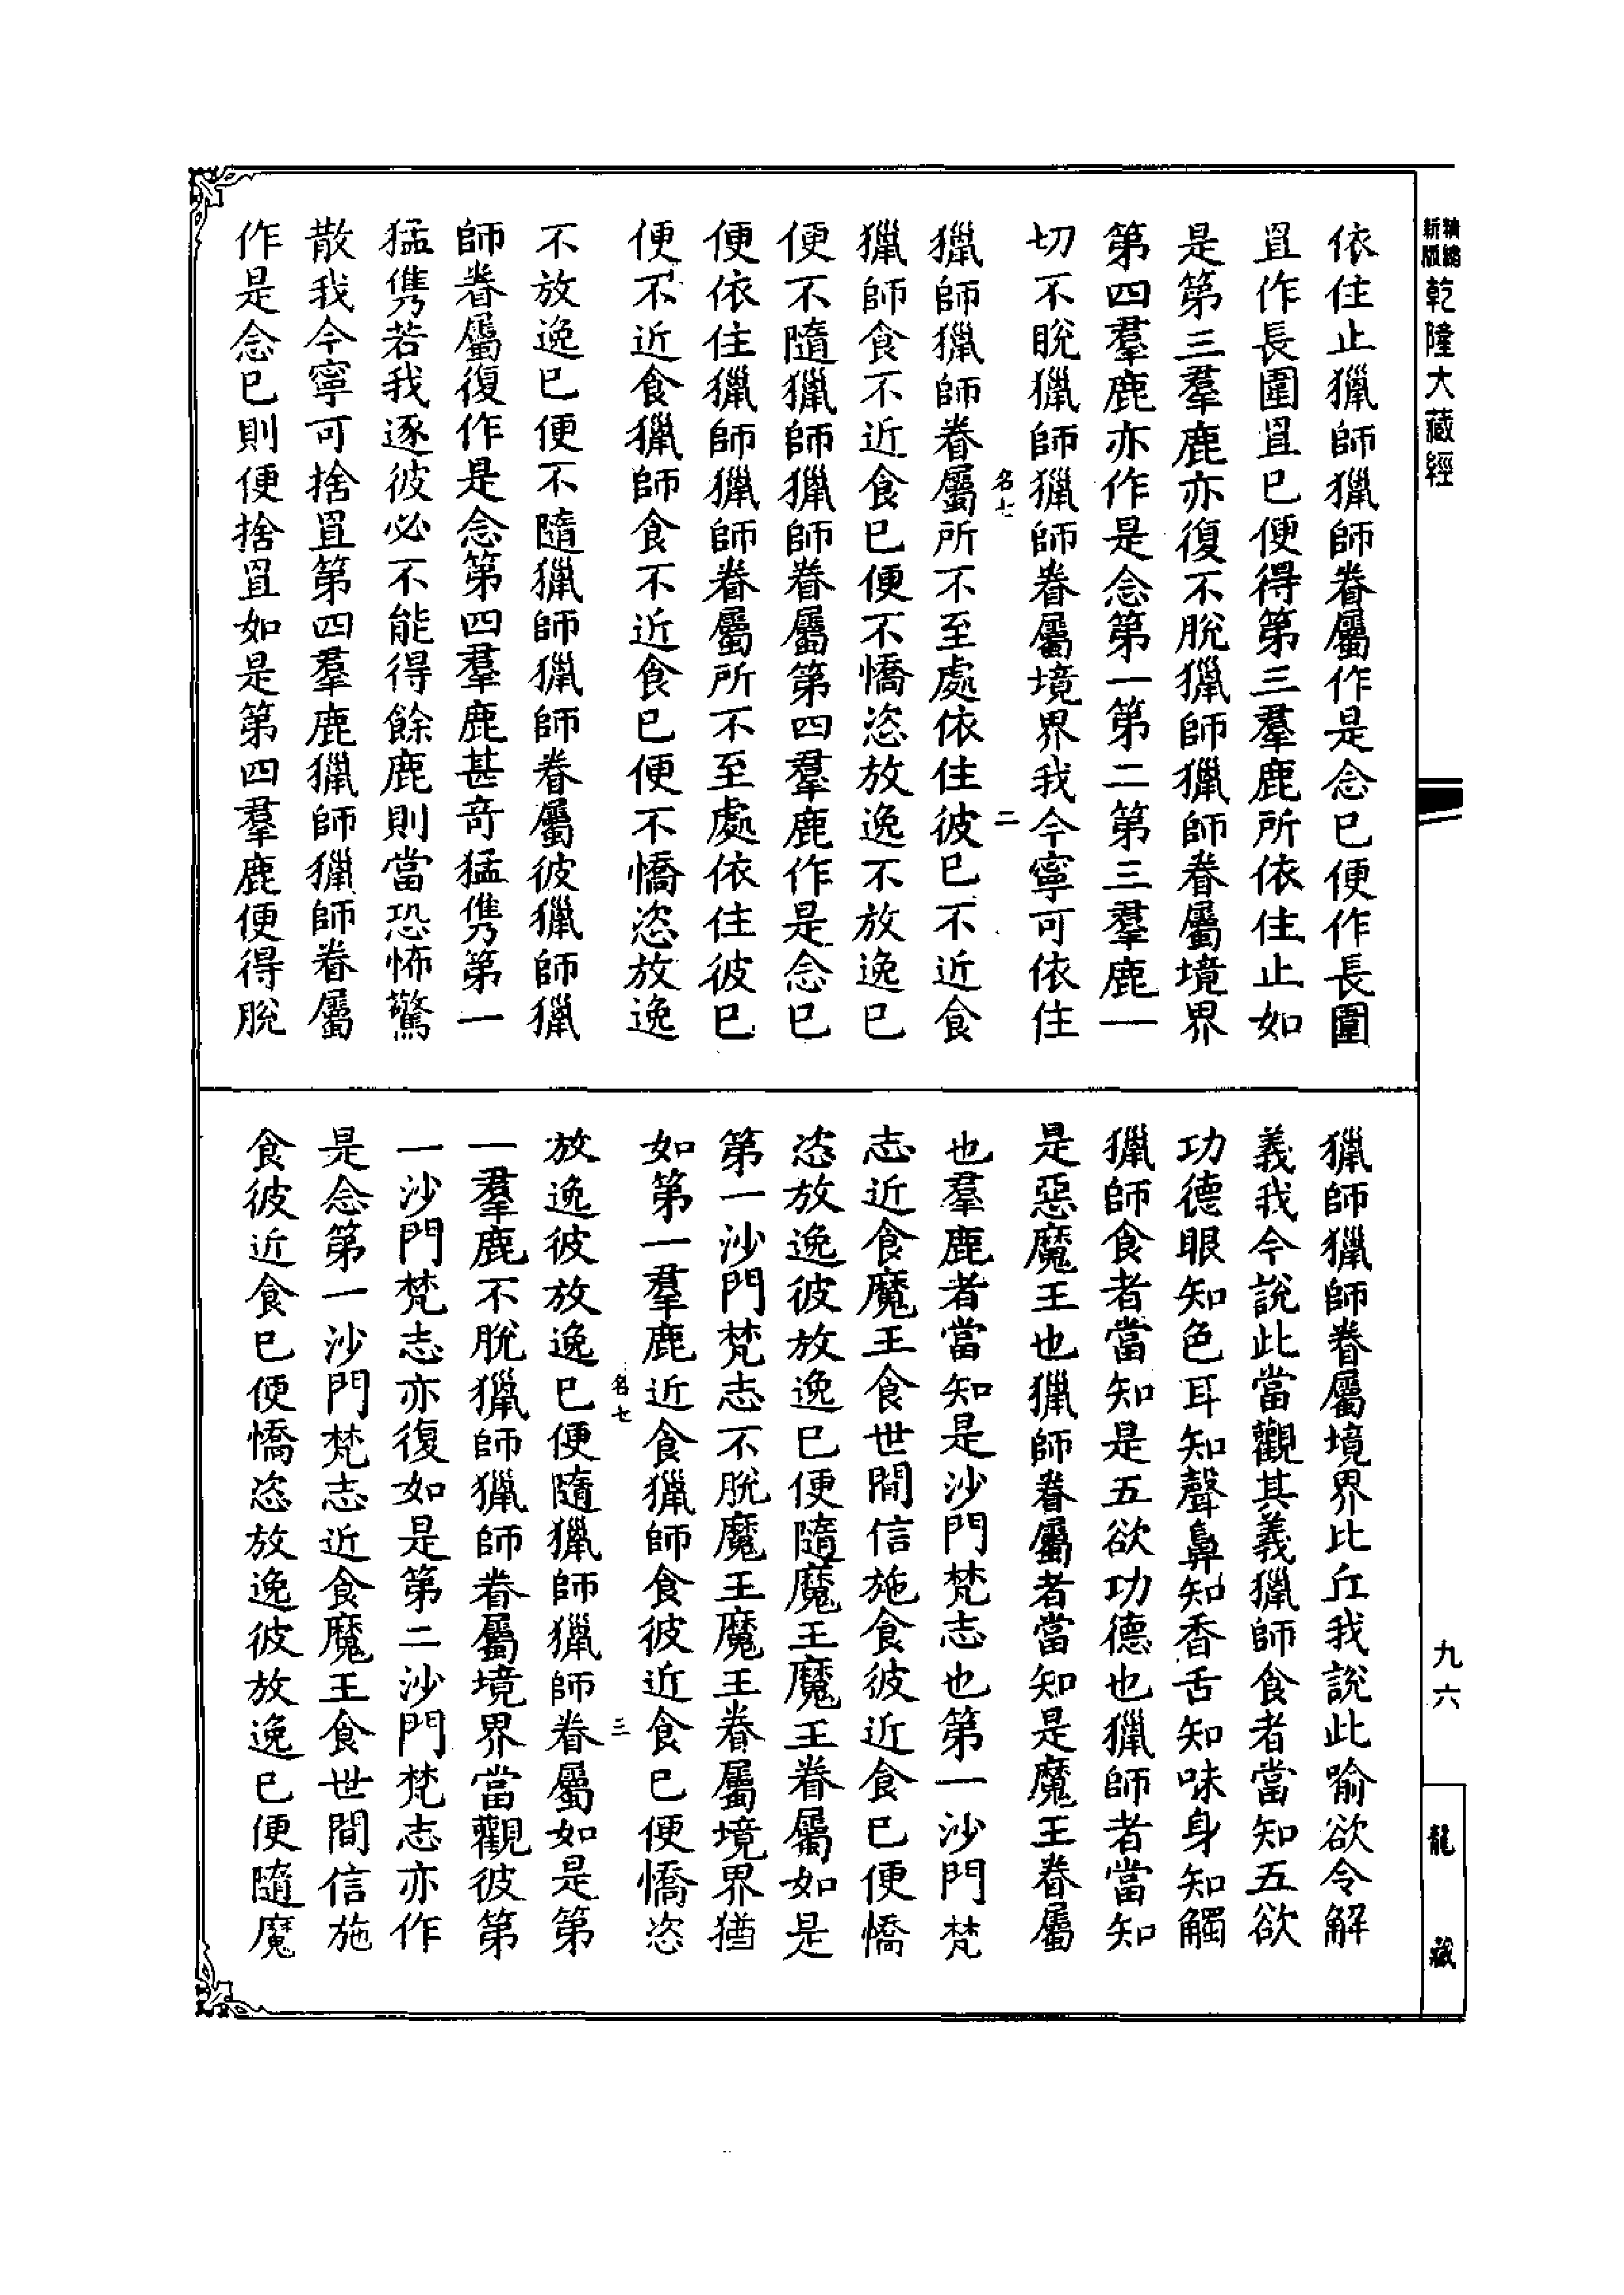 新版
精縮
乾隆大藏經
依住止獵師獵師眷屬作是念已便作長圍
罝作長圍罝已便得第三羣鹿所依住止如
是第三羣鹿亦復不脫獵師獵師眷屬境界
第四羣鹿亦作是念第一第二第三羣鹿一
切不脫獵師獵師眷屬境界我今寧可依住
名七 二
獵師獵師眷屬所不至處依住彼已不近食
獵師食不近食已便不憍恣放逸不放逸已
便不隨獵師獵師眷屬第四羣鹿作是念已
便依住獵師獵師眷屬所不至處依住彼已
便不近食獵師食不近食已便不憍恣放逸
不放逸已便不隨獵師獵師眷屬彼獵師獵
師眷屬復作是念第四羣鹿甚奇猛儁第一
猛儁若我逐彼必不能得餘鹿則當恐怖驚
散我今寧可捨罝第四羣鹿獵師獵師眷屬
作是念已則便捨罝如是第四羣鹿便得脫
獵師獵師眷屬境界比丘我說此喻欲令解
義我今說此當觀其義獵師食者當知五欲
功德眼知色耳知聲鼻知香舌知味身知觸
獵師食者當知是五欲功德也獵師者當知
是惡魔王也獵師眷屬者當知是魔王眷屬
也羣鹿者當知是沙門梵志也第一沙門梵
志近食魔王食世間信施食彼近食已便憍
恣放逸彼放逸已便隨魔王魔王眷屬如是
第一沙門梵志不脫魔王魔王眷屬境界猶
如第一羣鹿近食獵師食彼近食已便憍恣
名七 三
放逸彼放逸已便隨獵師獵師眷屬如是第
一羣鹿不脫獵師獵師眷屬境界當觀彼第
一沙門梵志亦復如是第二沙門梵志亦作
是念第一沙門梵志近食魔王食世間信施
食彼近食已便憍恣放逸彼放逸已便隨魔
九六
龍藏